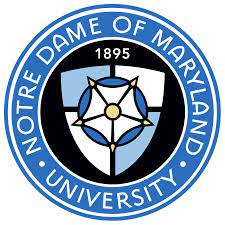 NOTRE DAME OF MARYLAND
· UNIVERSITY ·
1895